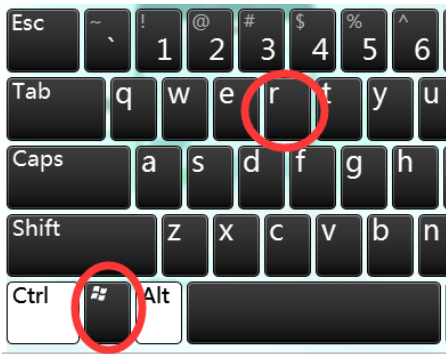 Esc ~ ` ! 1 @ 2 # 3 $ 4 % 5 ^ 6
Tab q w e r t y u
Caps a s d f g h
Shift z x c v b n
Ctrl Alt